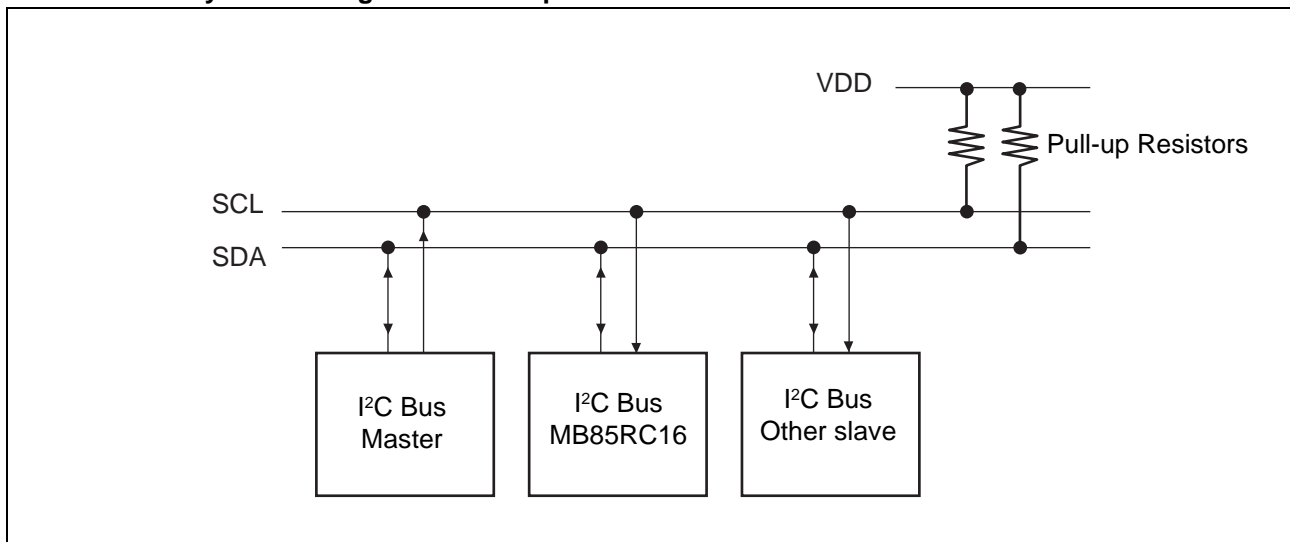 VDD
Pull-up Resistors
SCL
SDA
I²C Bus
Master
I²C Bus
MB85RC16
I²C Bus
Other slave